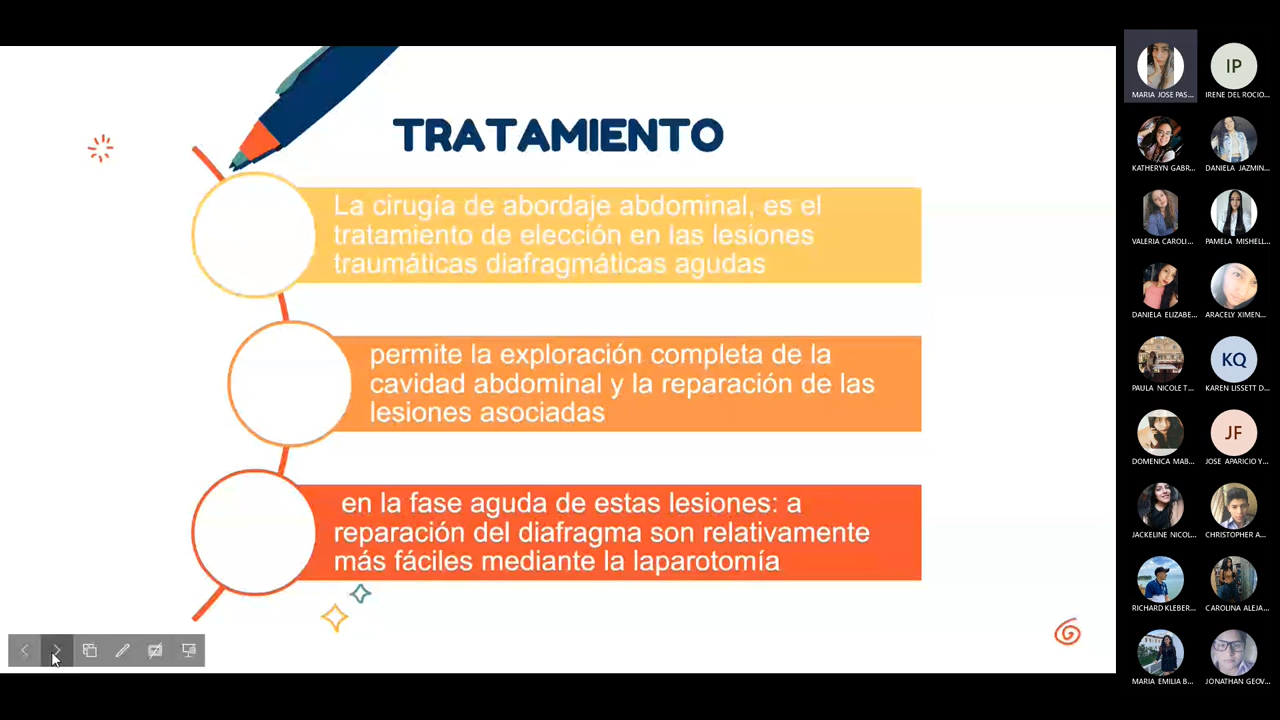 TRATAMIENTO
La cirugía de abordaje abdominal, es el
tratamiento de elección en las lesiones
traumáticas diafragmáticas agudas
permite la exploración completa de la
cavidad abdominal y la reparación de las
lesiones asociadas
en la fase aguda de estas lesiones: a
reparación del diafragma son relativamente
más fáciles mediante la laparotomía
MARIA JOSE PAS...
IP
IRENE DEL ROCIO...
KATHERYN GABR...
DANIELA JAZMIN...
VALERIA CAROLI...
PAMELA MISHELL...
DANIELA ELIZABE...
ARACELY XIMEN...
PAULA NICOLE T...
KQ
KAREN LISSETT D...
DOMENICA MAB...
JF
JOSE APARICIO Y...
JACKELINE NICOL...
CHRISTOPHER A...
RICHARD KLEBER...
CAROLINA ALEJA...
MARIA EMILIA B...
JONATHAN GEOV...